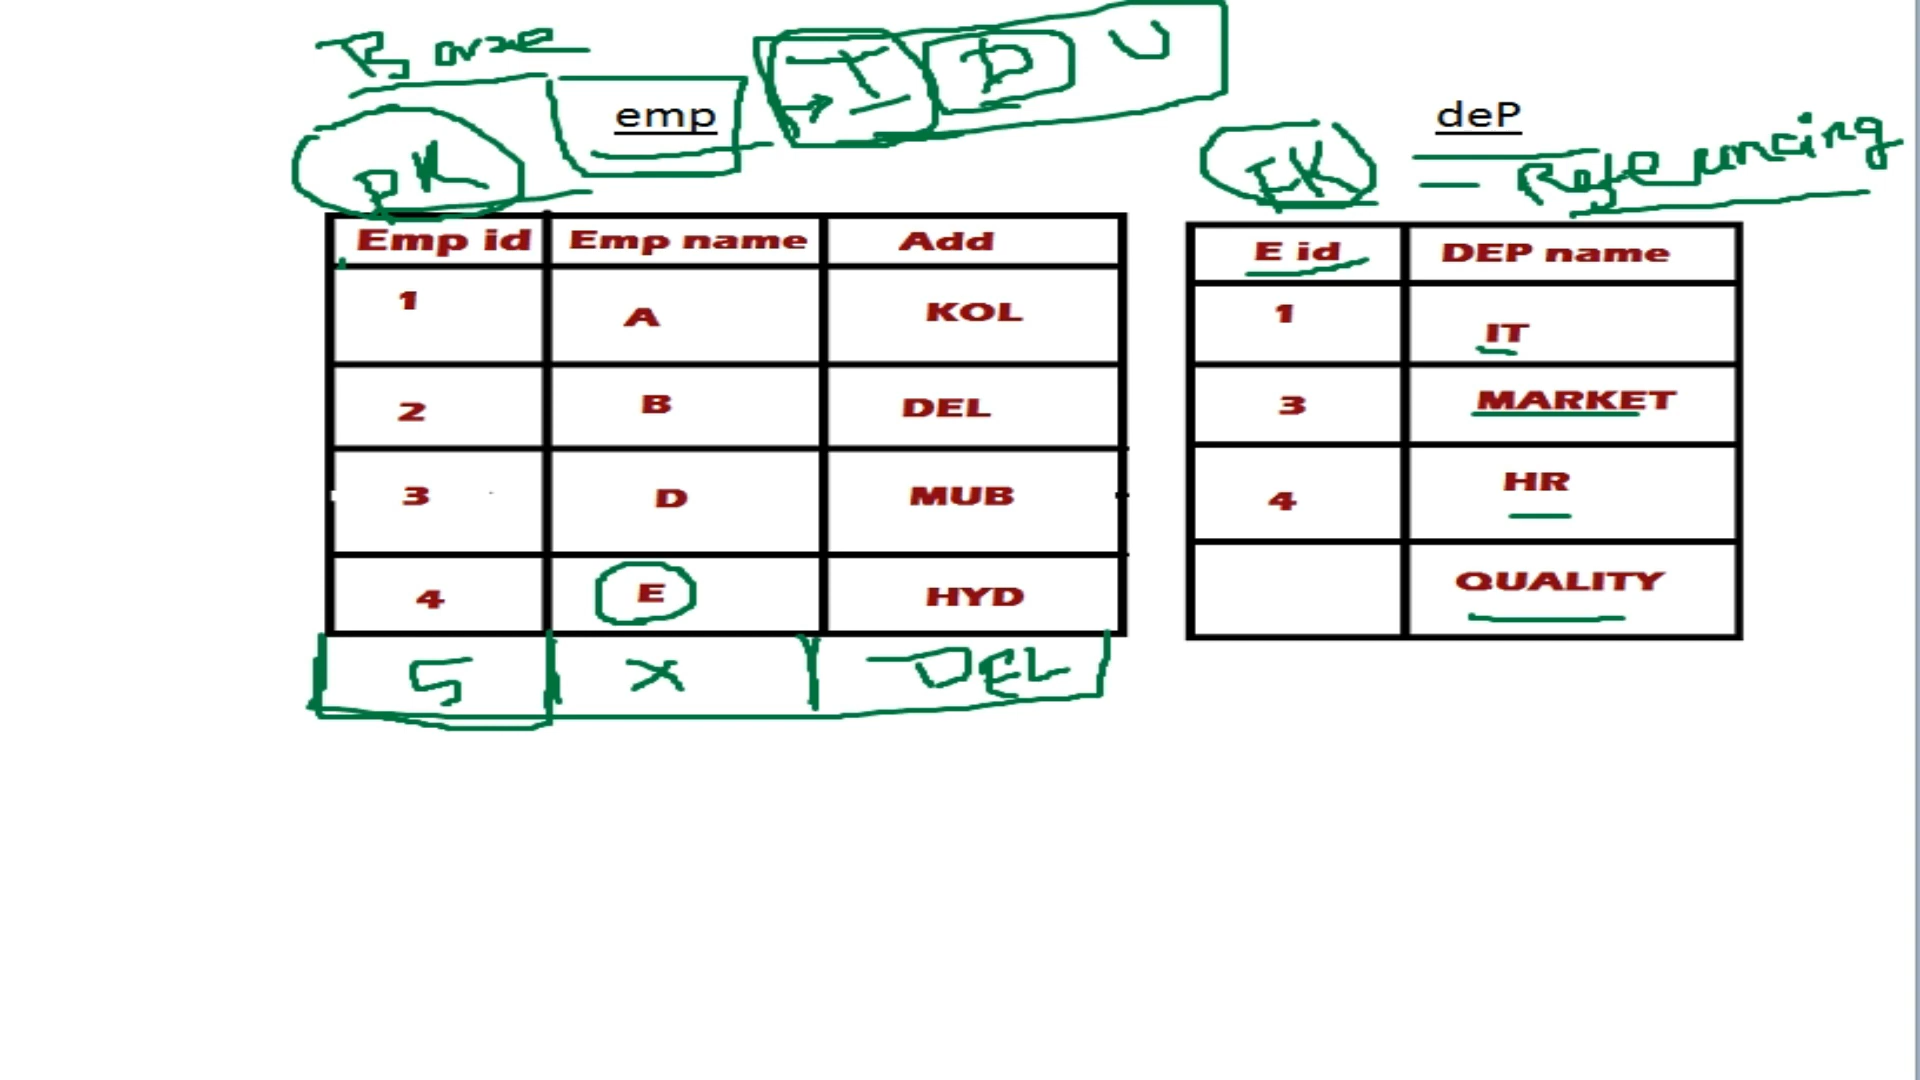 I D U
emp
deP
PK
FK
Referencing
Emp id Emp name Add
1 A KOL
2 B DEL
3 D MUB
4 E HYD
5 X DEL
E id DEP name
1 IT
3 MARKET
4 HR
QUALITY